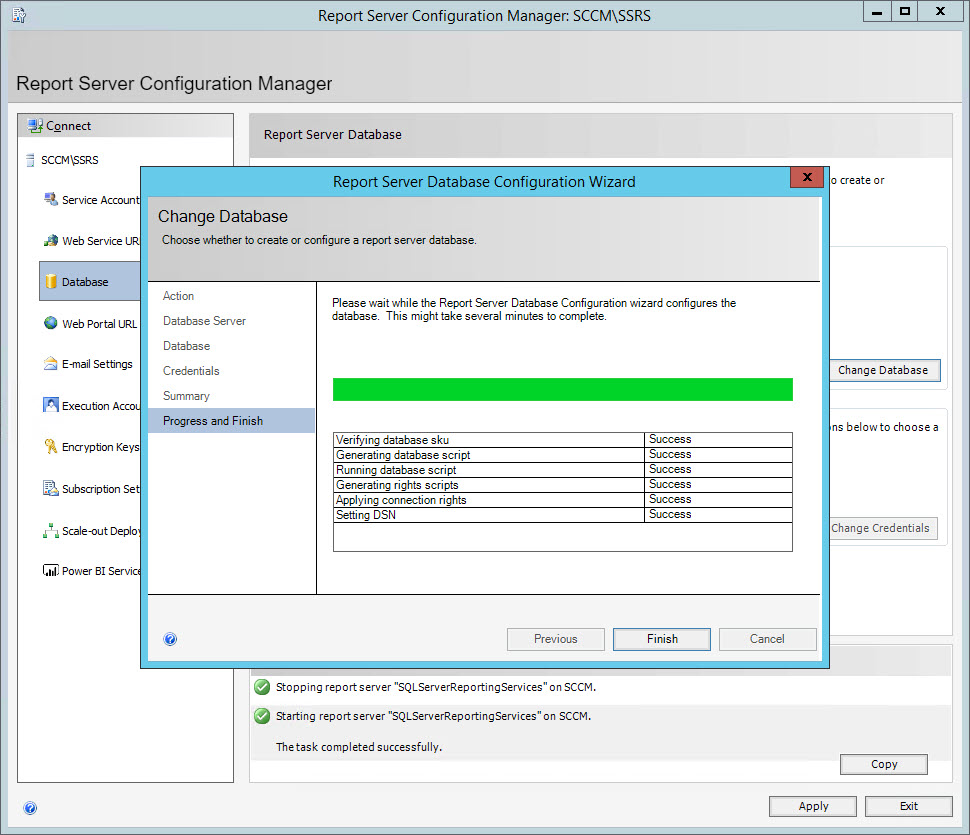 Report Server Configuration Manager: SCCM\SSRS
Report Server Configuration Manager
Connect
SCCM\SSRS
Service Account
Web Service UR
Database
Web Portal URL
E-mail Settings
Execution Accou
Encryption Keys
Subscription Set
Scale-out Deploy
Power BI Service
Report Server Database
o create or
Change Database
ns below to choose a
Change Credentials
Report Server Database Configuration Wizard
Change Database
Choose whether to create or configure a report server database.
Action
Database Server
Database
Credentials
Summary
Progress and Finish
Please wait while the Report Server Database Configuration wizard configures the
database. This might take several minutes to complete.
Verifying database sku Success
Generating database script Success
Running database script Success
Generating rights scripts Success
Applying connection rights Success
Setting DSN Success
Previous Finish Cancel
Stopping report server "SQLServerReportingServices" on SCCM.
Starting report server "SQLServerReportingServices" on SCCM.
The task completed successfully.
Copy
Apply Exit